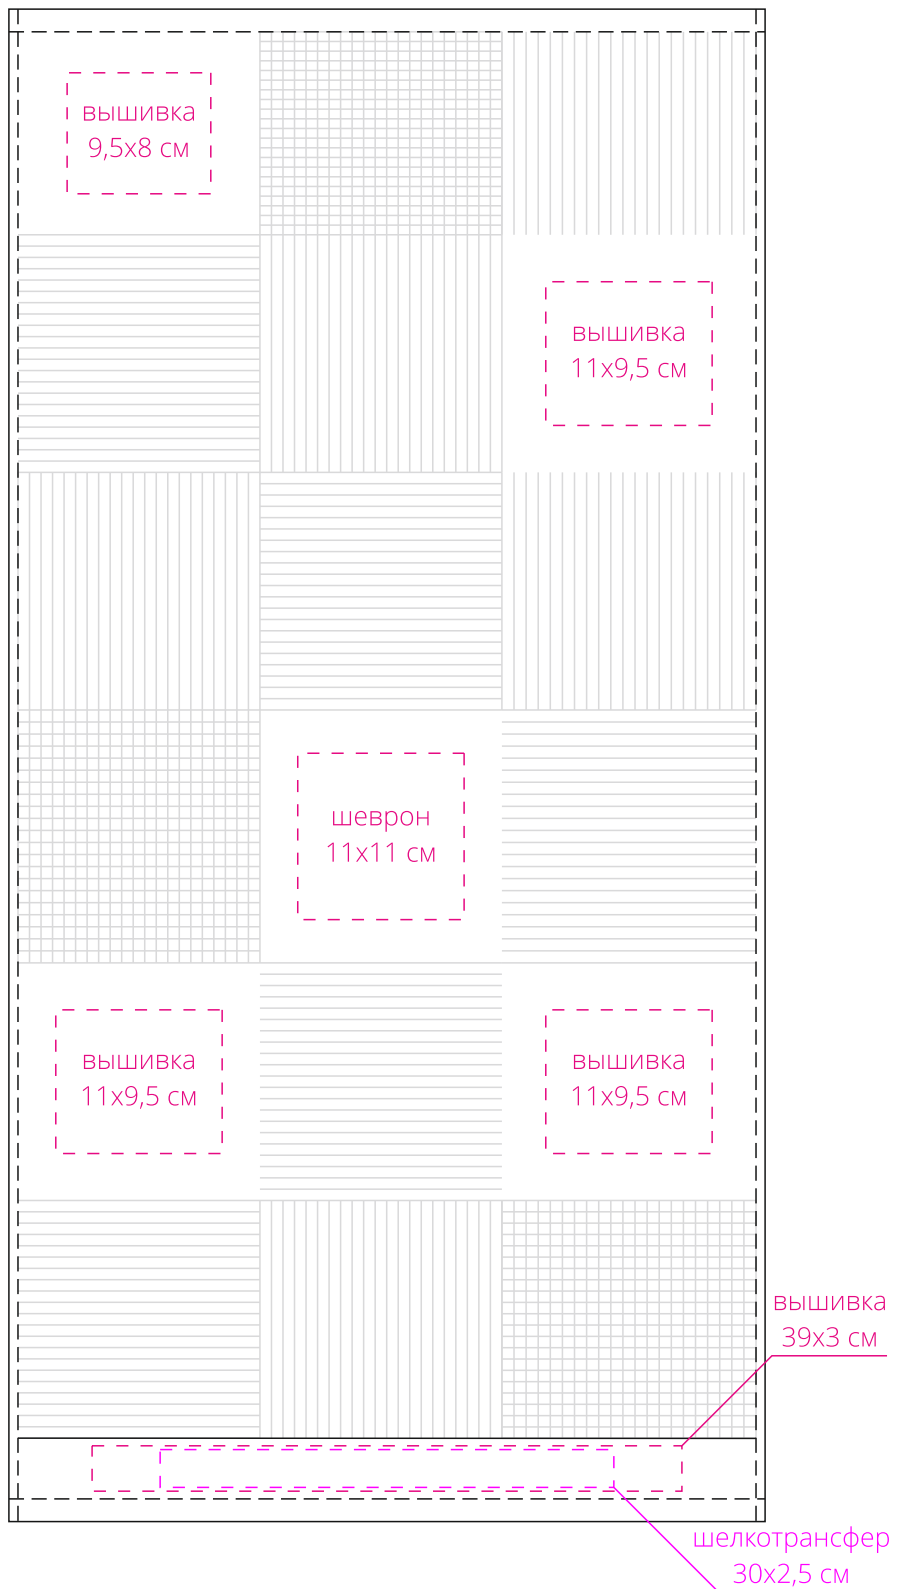 вышивка
9,5х8 см
вышивка
11х9,5 см
шеврон
11х11 см
вышивка
11х9,5 см
вышивка
11х9,5 см
вышивка
39х3 см
шелкотрансфер
30х2,5 см